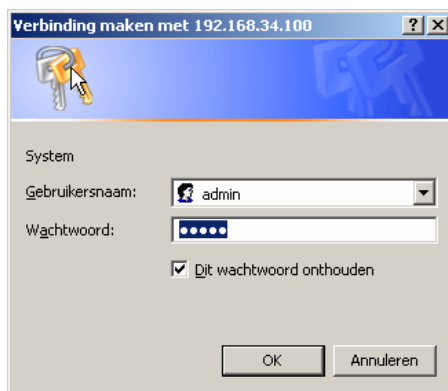 Verbinding maken met 192.168.34.100
System
Gebruikersnaam: admin
Wachtwoord: •••••
Dit wachtwoord onthouden
OK Annuleren